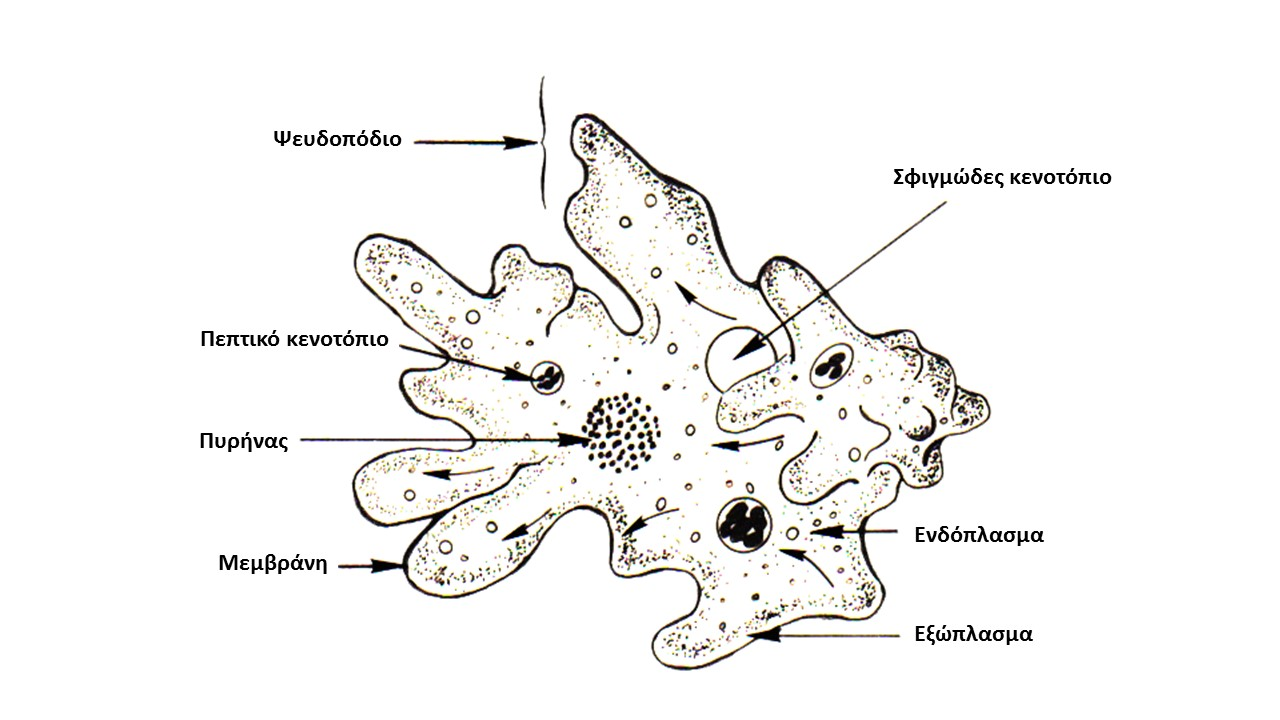 Ψευδοπόδιο
Σφιγμώδες κενοτόπιο
Πεπτικό κενοτόπιο
Πυρήνας
Ενδόπλασμα
Μεμβράνη
Εξώπλασμα